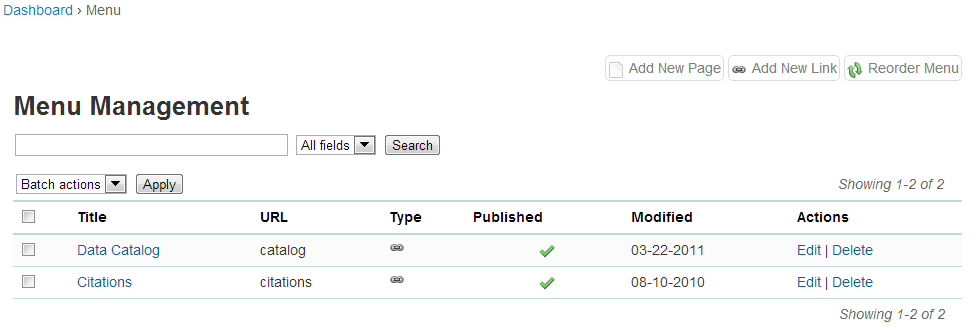 Dashboard › Menu
Add New Page Add New Link Reorder Menu
Menu Management
All fields Search
Batch actions Apply Showing 1-2 of 2
Title URL Type Published Modified Actions
Data Catalog catalog 03-22-2011 Edit | Delete
Citations citations 08-10-2010 Edit | Delete
Showing 1-2 of 2